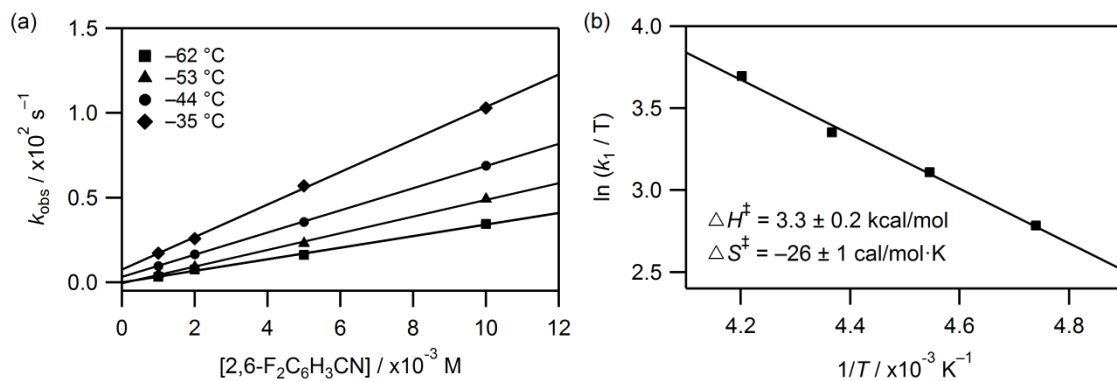 (a)
1.5
1.0
0.5
0.0
k_obs / x10² s⁻¹
–62 °C
–53 °C
–44 °C
–35 °C
0 2 4 6 8 10 12
[2,6-F₂C₆H₃CN] / x10⁻³ M
(b)
4.0
3.5
3.0
2.5
ln (k₁ / T)
△H‡ = 3.3 ± 0.2 kcal/mol
△S‡ = –26 ± 1 cal/mol·K
4.2 4.4 4.6 4.8
1/T / x10⁻³ K⁻¹